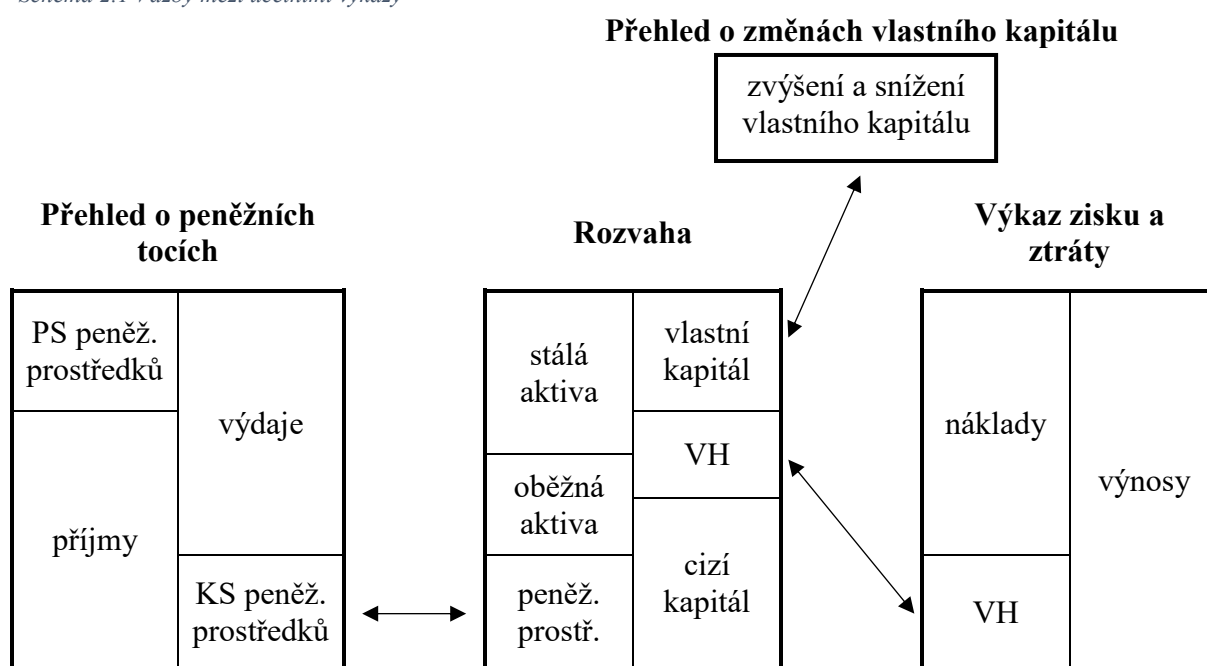 Schéma 2.1 Vazby mezi účetními výkazy
Přehled o změnách vlastního kapitálu
zvýšení a snížení
vlastního kapitálu
Přehled o peněžních
tocích
Rozvaha
Výkaz zisku a
ztráty
PS peněž.
prostředků
příjmy
výdaje
KS peněž.
prostředků
stálá
aktiva
oběžná
aktiva
peněž.
prostř.
vlastní
kapitál
VH
cizí
kapitál
náklady
VH
výnosy